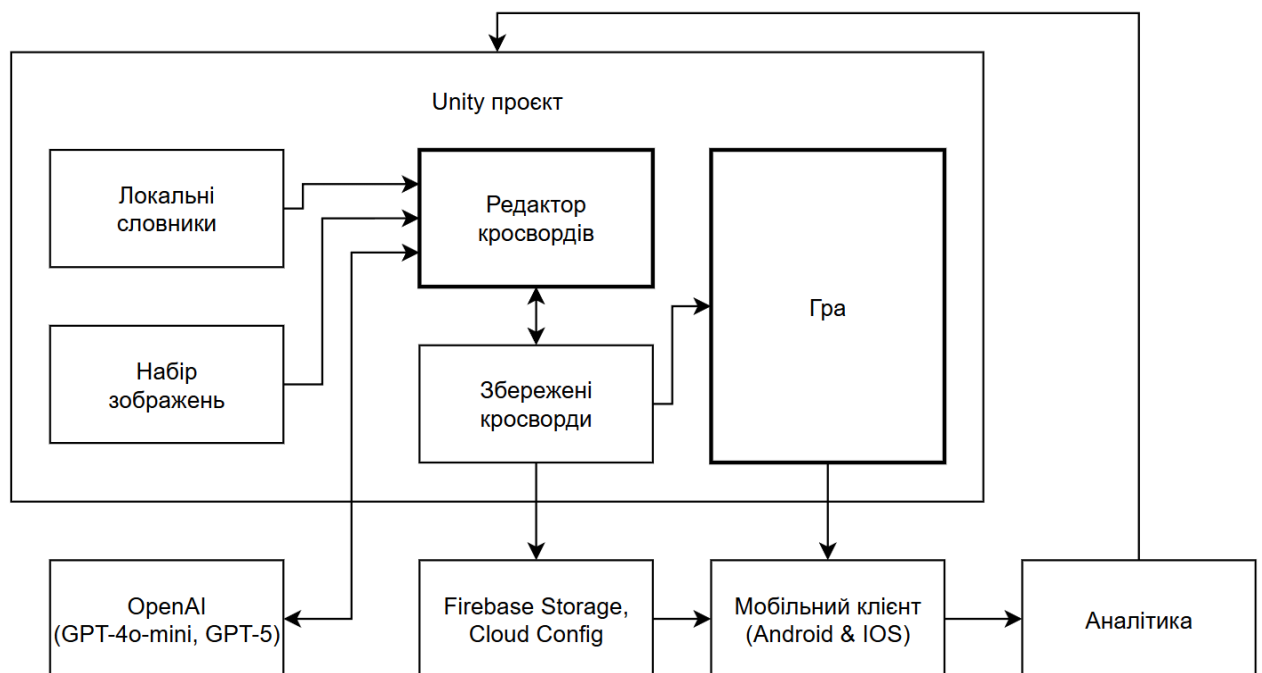 Unity проєкт
Локальні
словники
Редактор
кросвордів
Гра
Набір
зображень
Збережені
кросворди
OpenAI
(GPT-4o-mini, GPT-5)
Firebase Storage,
Cloud Config
Мобільний клієнт
(Android & IOS)
Аналітика